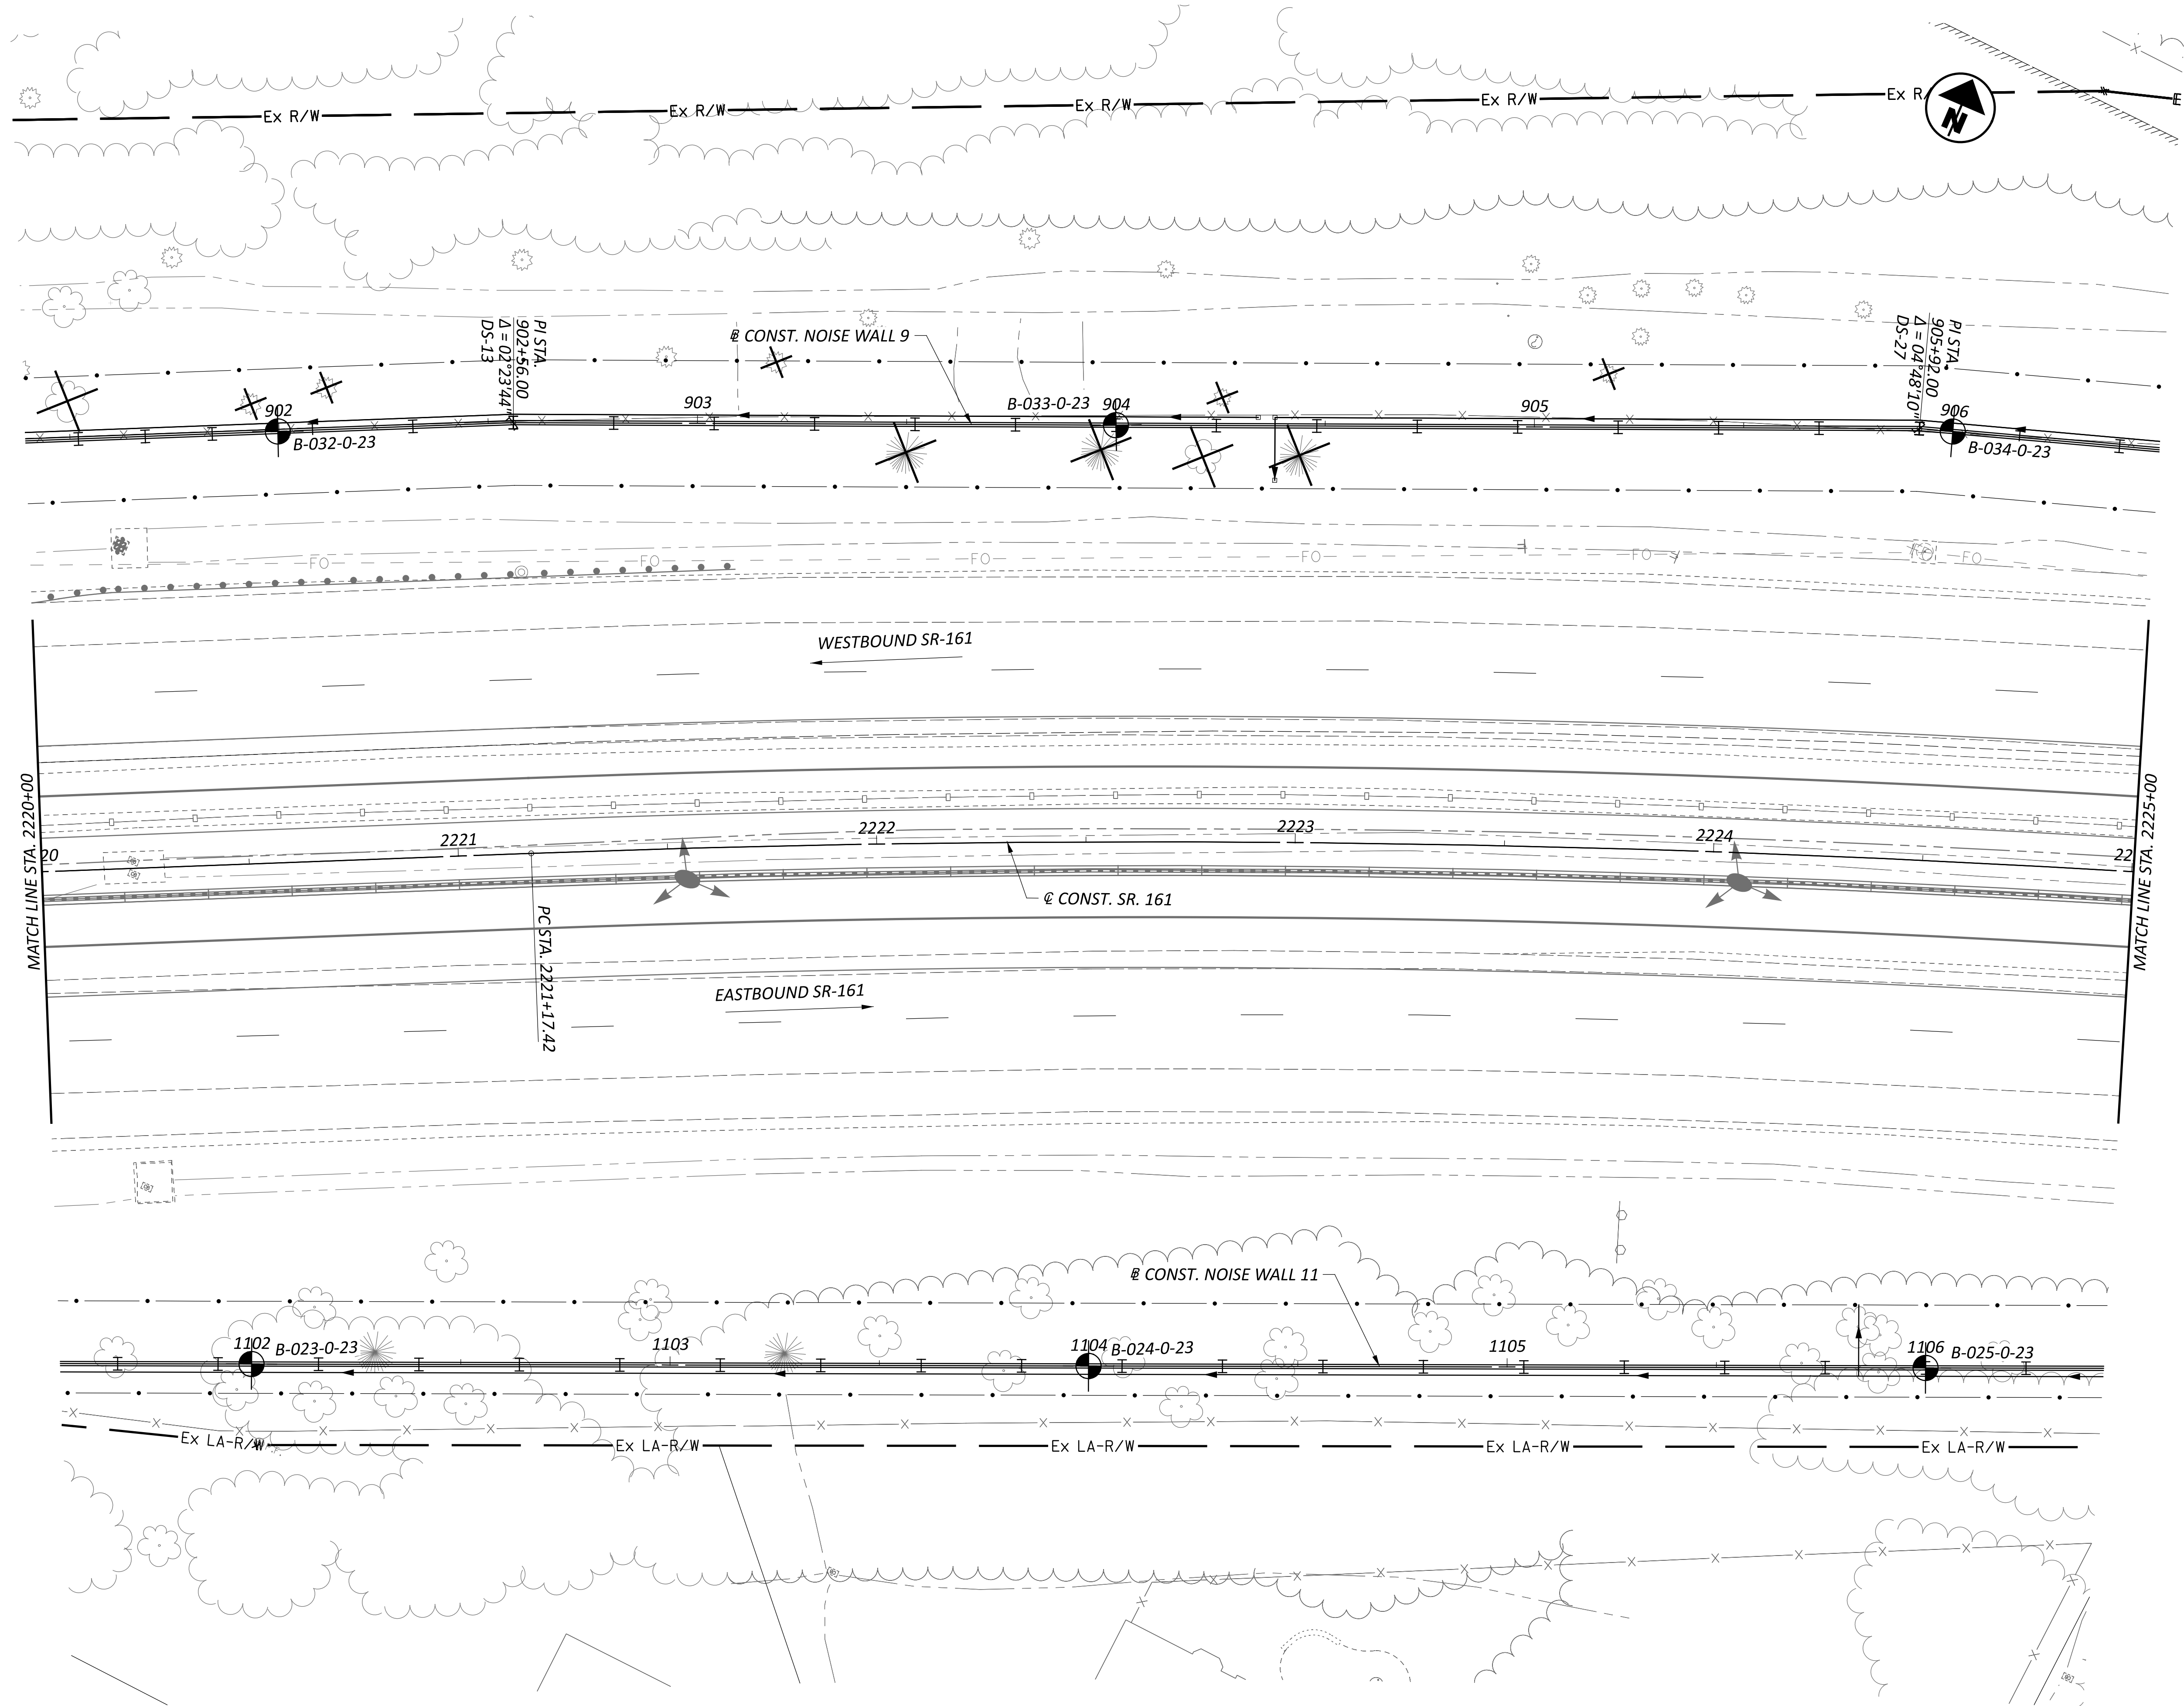 Ex R/W
Ex R/W
Ex R/W
Ex R/W
Ex R/
N
PI STA.
902+56.00
Δ = 02°23'44"
DS-13
℄ CONST. NOISE WALL 9
PI STA.
905+92.00
Δ = 04°48'10"
DS-27
902
B-032-0-23
903
B-033-0-23
904
905
906
B-034-0-23
FO
FO
FO
FO
FO
FO
WESTBOUND SR-161
MATCH LINE STA. 2220+00
MATCH LINE STA. 2225+00
20
2221
2222
2223
2224
22
℄ CONST. SR. 161
PC STA. 2221+17.42
EASTBOUND SR-161
℄ CONST. NOISE WALL 11
1102
B-023-0-23
1103
1104
B-024-0-23
1105
1106
B-025-0-23
Ex LA-R/W
Ex LA-R/W
Ex LA-R/W
Ex LA-R/W
Ex LA-R/W